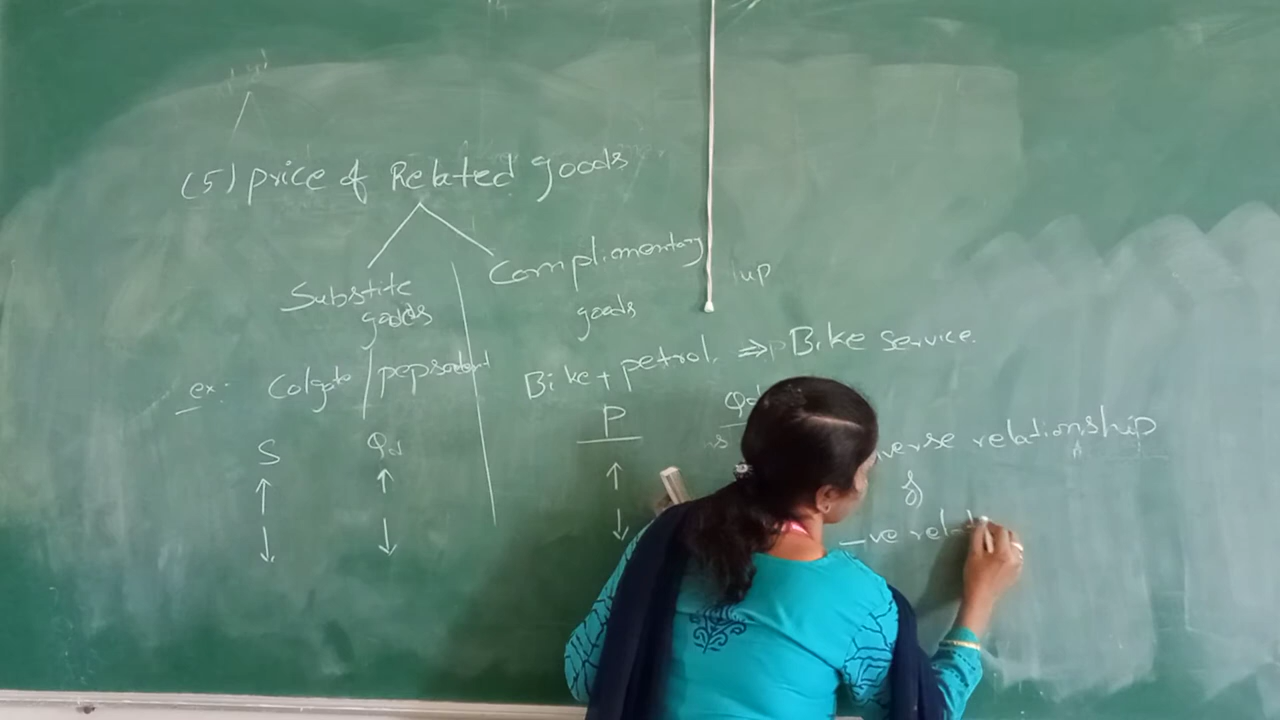 (5) price of Related goods
Substite
goods
Complimentary
goods
up
ex: Colgate / pepsodent
Bike + petrol ⇒ Bike service
S Qd
↑ ↑
↓ ↓
P Qd
↑
↓
verse relationship
-ve relat